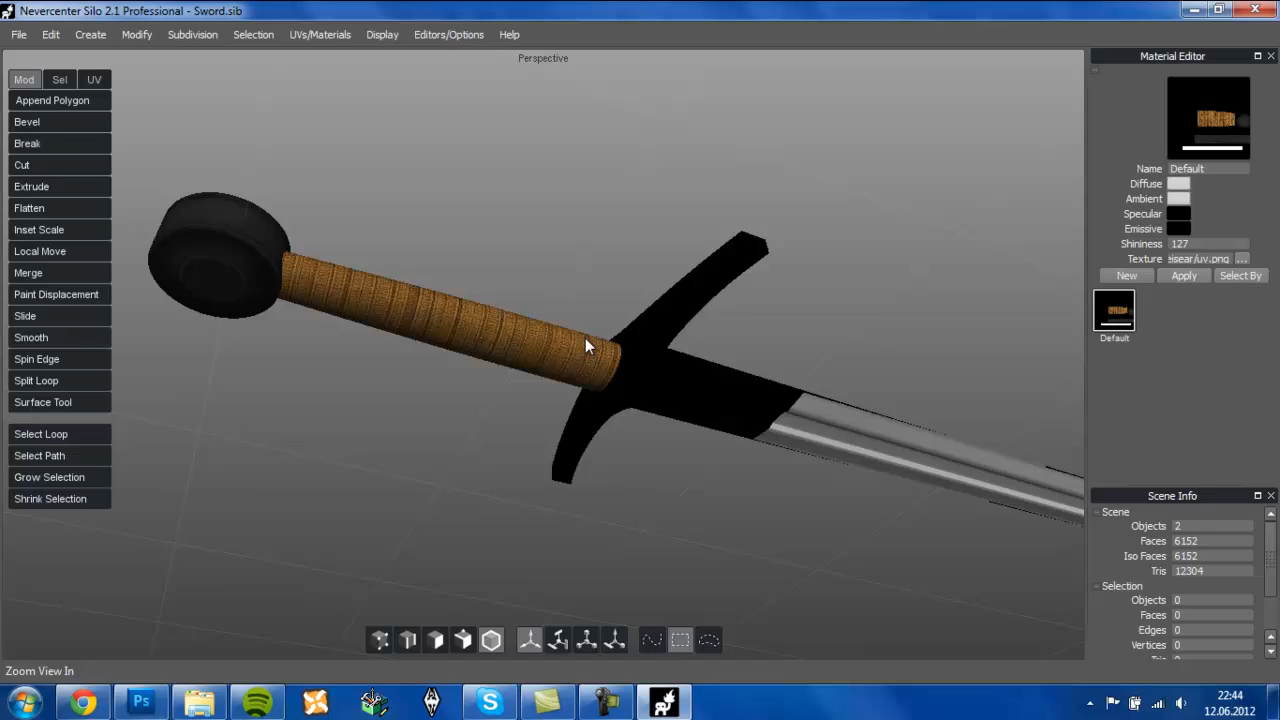 Nevercenter Silo 2.1 Professional - Sword.sib
File Edit Create Modify Subdivision Selection UVs/Materials Display Editors/Options Help
Perspective
Material Editor
Mod Sel UV
Append Polygon
Bevel
Break
Cut
Extrude
Flatten
Inset Scale
Local Move
Merge
Paint Displacement
Slide
Smooth
Spin Edge
Split Loop
Surface Tool
Select Loop
Select Path
Grow Selection
Shrink Selection
Name Default
Diffuse
Ambient
Specular
Emissive
Shininess 127
Texture eisear/uv.png ...
New Apply Select By
Default
Scene Info
Scene
Objects 2
Faces 6152
Iso Faces 6152
Tris 12304
Selection
Objects 0
Faces 0
Edges 0
Vertices 0
Zoom View In
Ps
22:44
12.06.2012